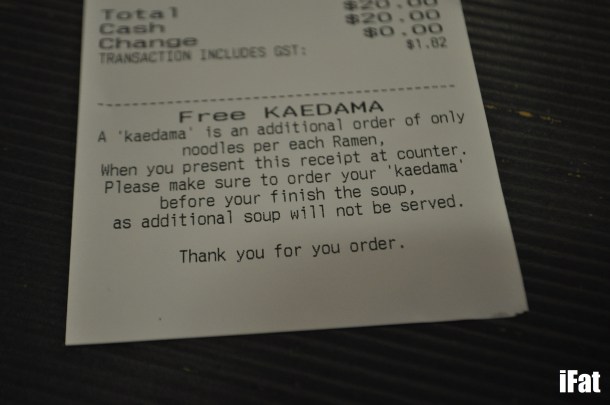 Total $20.00
Cash $20.00
Change $0.00
TRANSACTION INCLUDES GST: $1.82
Free KAEDAMA
A 'kaedama' is an additional order of only
noodles per each Ramen,
When you present this receipt at counter.
Please make sure to order your 'kaedama'
before your finish the soup,
as additional soup will not be served.
Thank you for you order.
iFat